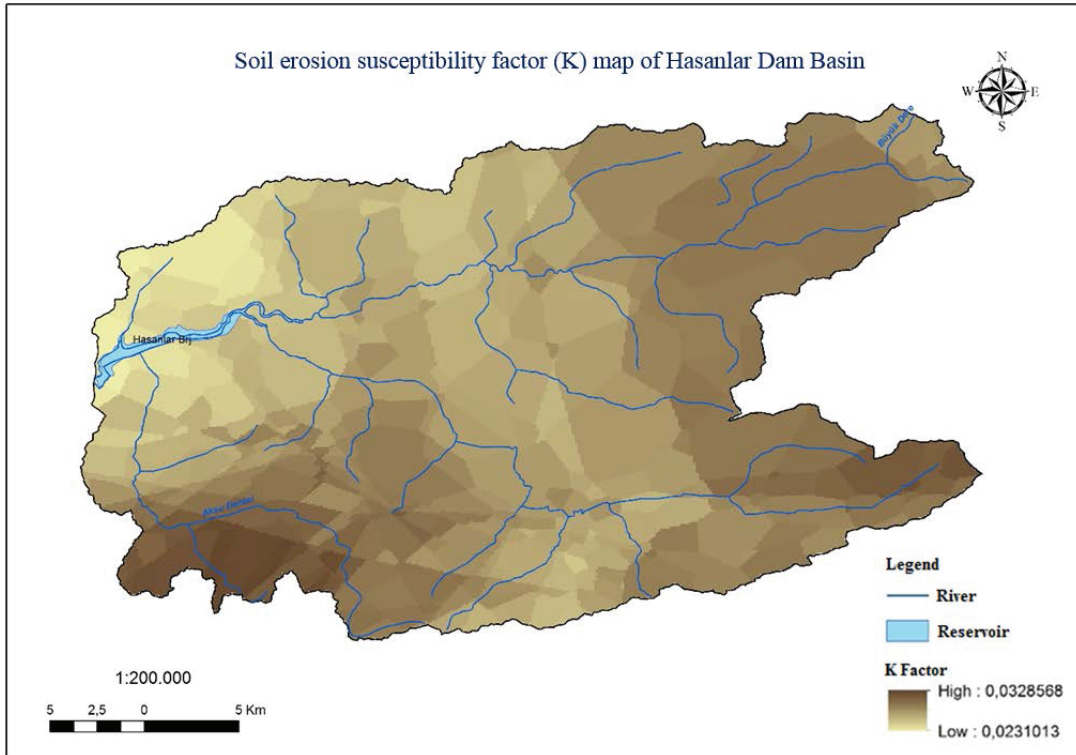 Soil erosion susceptibility factor (K) map of Hasanlar Dam Basin
N
W E
S
Büyük Dere
Hasanlar Brj
Aksu Deresi
Legend
River
Reservoir
K Factor
High : 0,0328568
Low : 0,0231013
1:200.000
5 2,5 0 5 Km